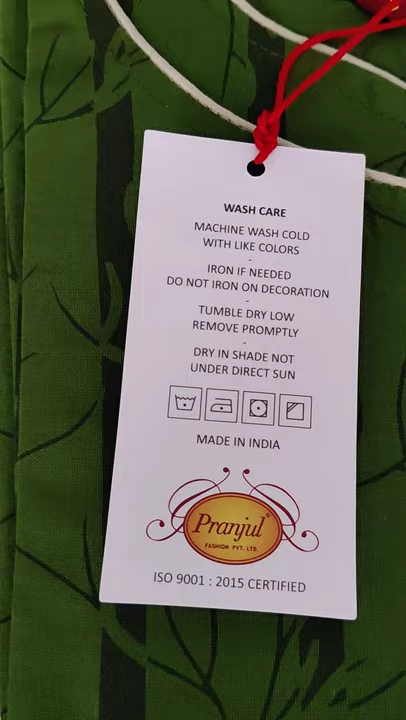 WASH CARE
MACHINE WASH COLD
WITH LIKE COLORS
-
IRON IF NEEDED
DO NOT IRON ON DECORATION
-
TUMBLE DRY LOW
REMOVE PROMPTLY
-
DRY IN SHADE NOT
UNDER DIRECT SUN
MADE IN INDIA
Pranjul®
FASHION PVT. LTD.
ISO 9001 : 2015 CERTIFIED